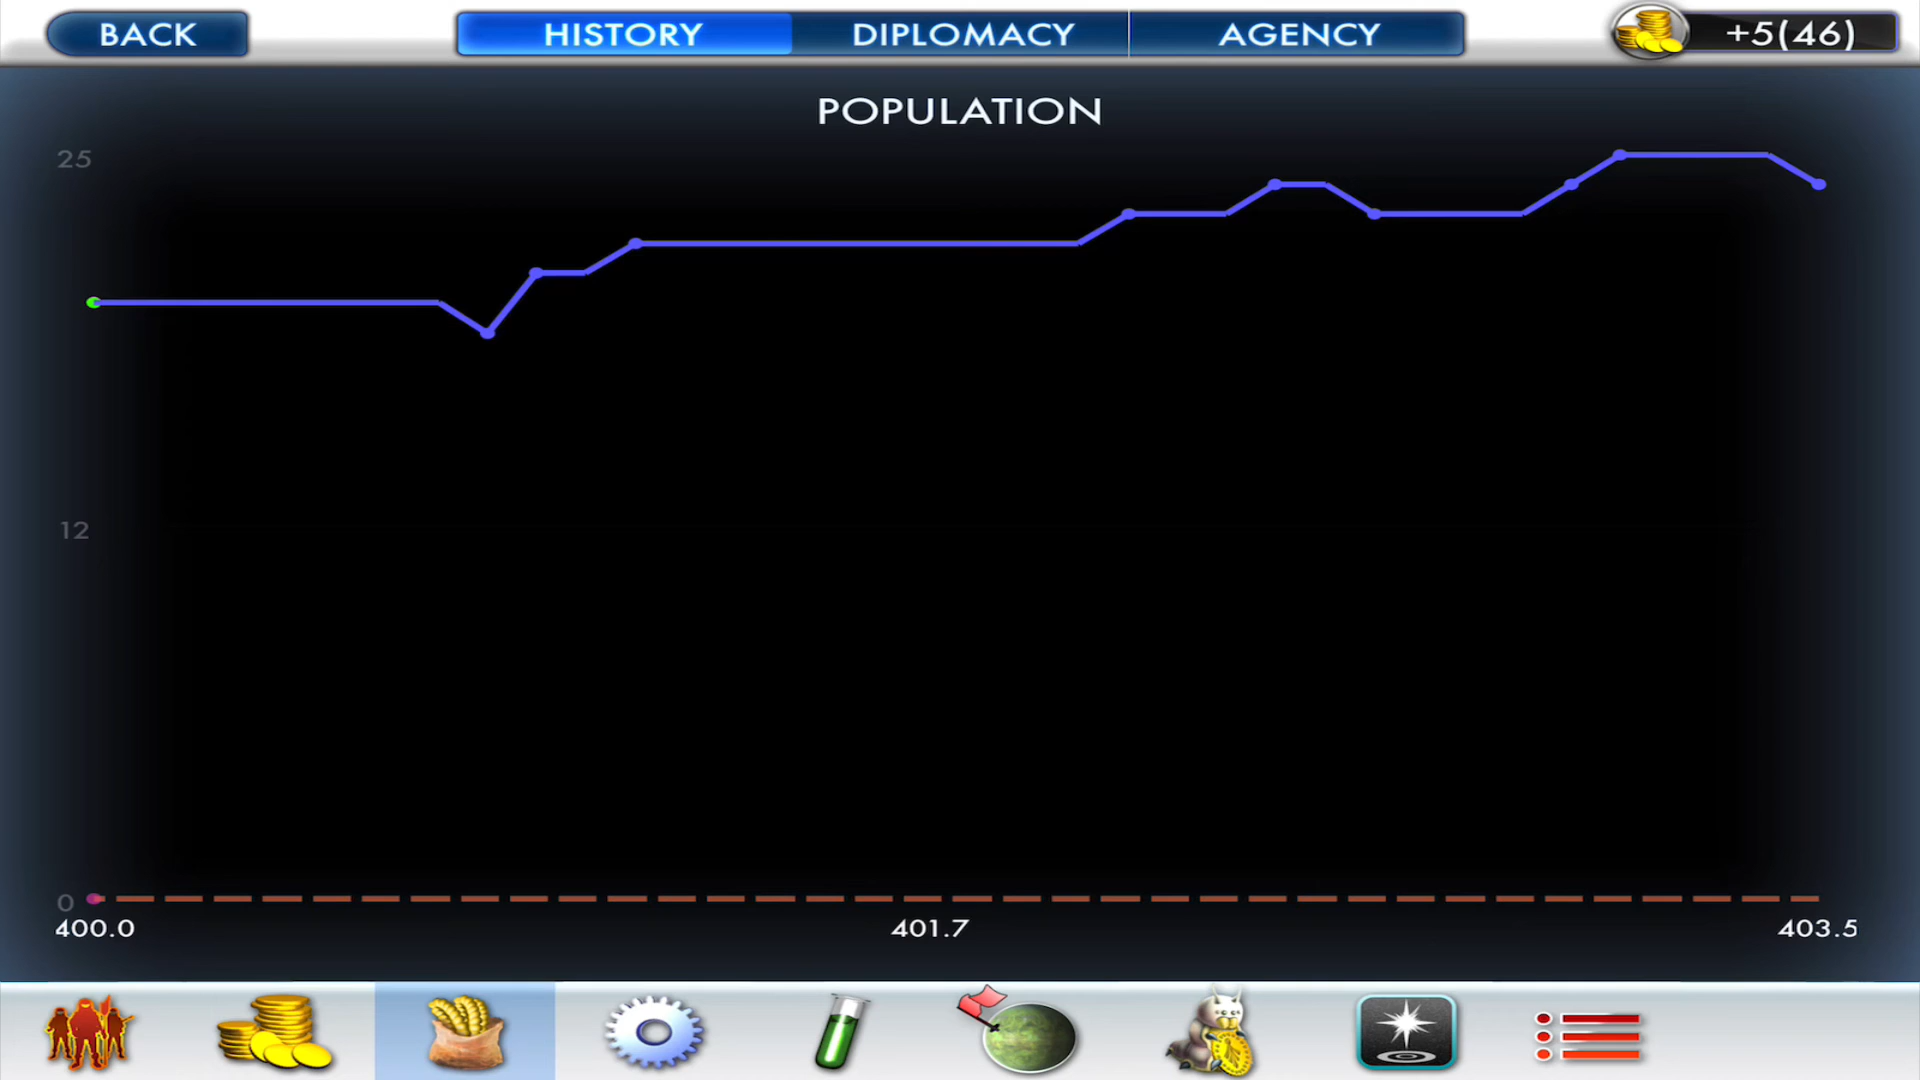 BACK
HISTORY
DIPLOMACY
AGENCY
+5(46)
POPULATION
25
12
0
400.0
401.7
403.5